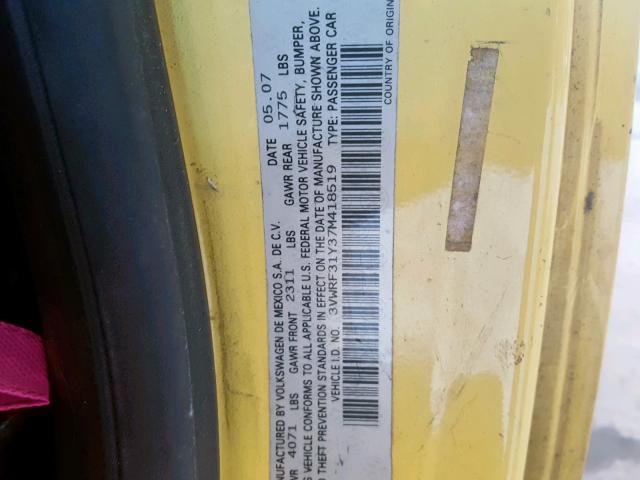 NUFACTURED BY VOLKSWAGEN DE MEXICO S.A. DE C.V. DATE 05.07
WR 4071 LBS GAWR FRONT 2311 LBS GAWR REAR 1775 LBS
S VEHICLE CONFORMS TO ALL APPLICABLE U.S. FEDERAL MOTOR VEHICLE SAFETY, BUMPER,
D THEFT PREVENTION STANDARDS IN EFFECT ON THE DATE OF MANUFACTURE SHOWN ABOVE.
VEHICLE I.D. NO. 3VWRF31Y37M418519 TYPE: PASSENGER CAR
COUNTRY OF ORIGIN